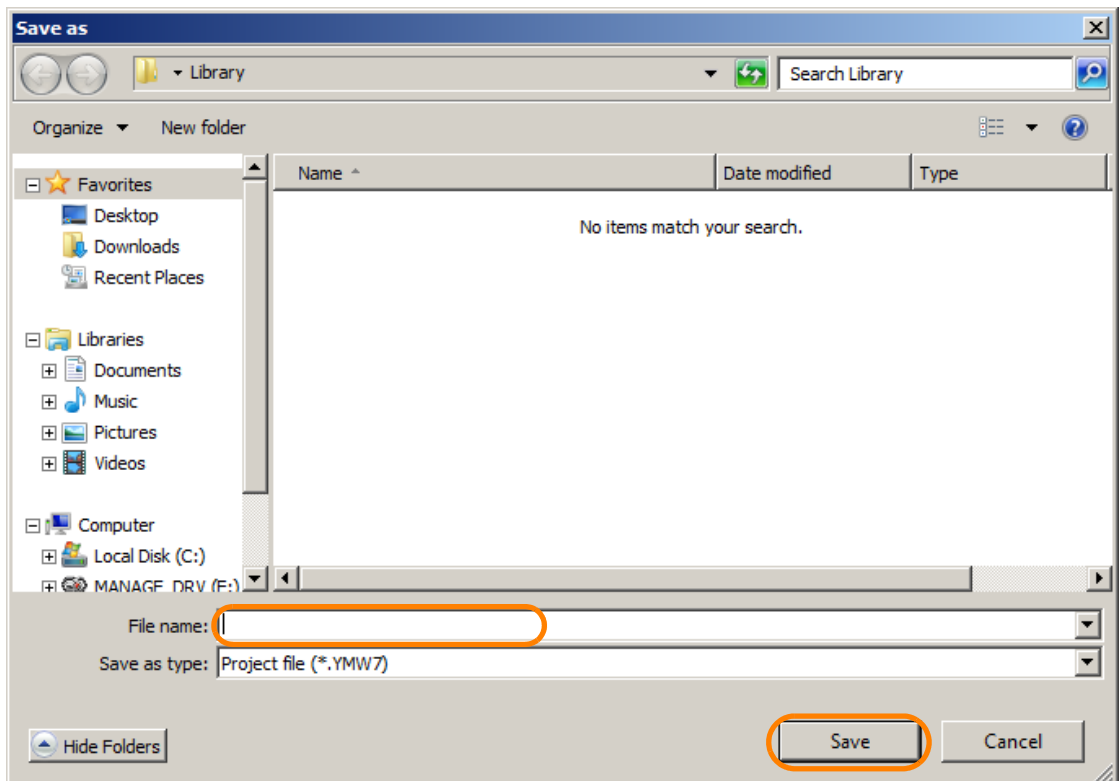 Save as
Library
Search Library
Organize
New folder
Name
Date modified
Type
No items match your search.
Favorites
Desktop
Downloads
Recent Places
Libraries
Documents
Music
Pictures
Videos
Computer
Local Disk (C:)
MANAGE_DRV (E:)
File name:
Save as type: Project file (*.YMW7)
Hide Folders
Save
Cancel